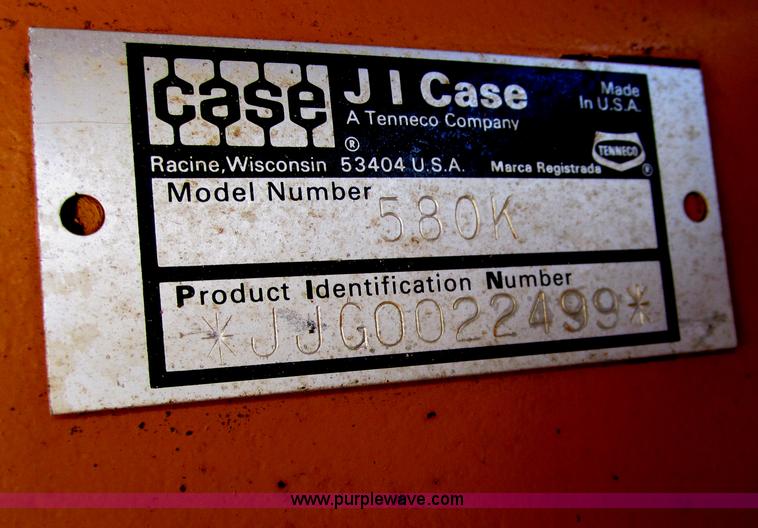 case
J I Case
A Tenneco Company
®
Made
In U.S.A.
TENNECO
®
Racine, Wisconsin 53404 U.S.A.
Marca Registrada
Model Number
580K
Product Identification Number
*JJG0022499*
www.purplewave.com